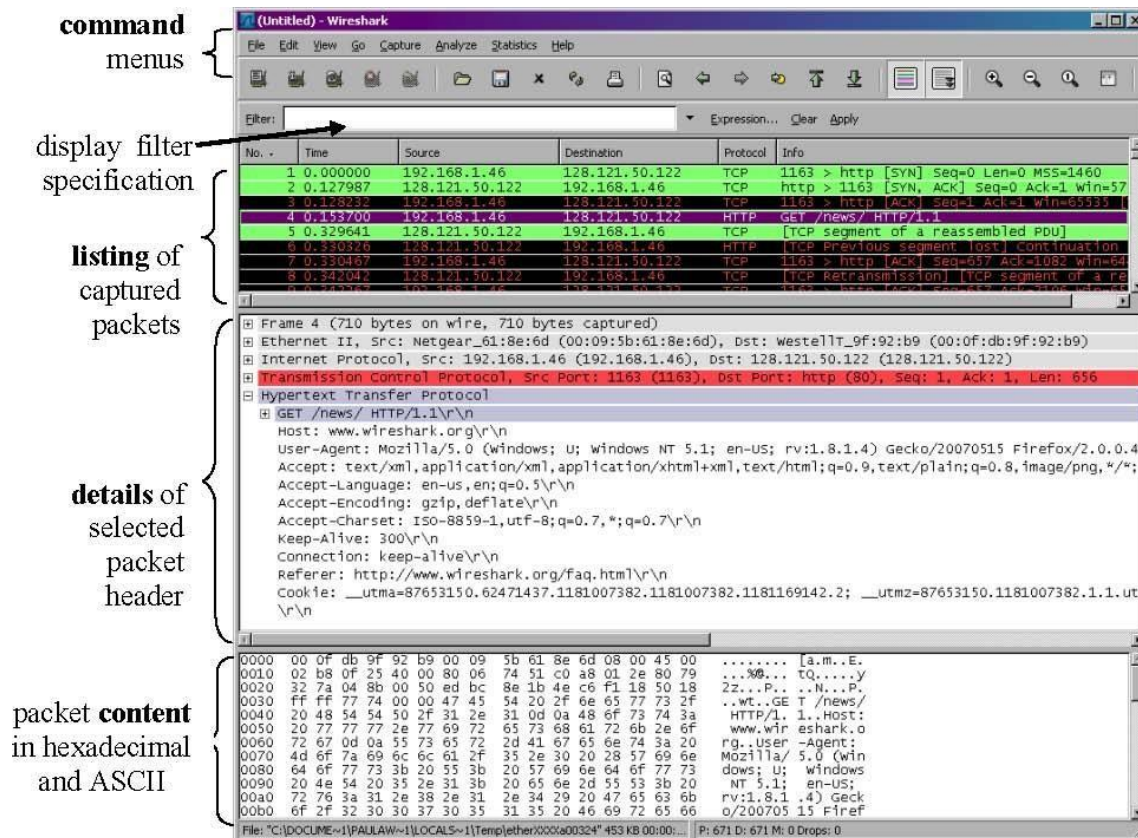 command
menus
display filter
specification
listing of
captured
packets
details of
selected
packet
header
packet content
in hexadecimal
and ASCII
(Untitled) - Wireshark
File Edit View Go Capture Analyze Statistics Help
Filter: Expression... Clear Apply
No. - Time Source Destination Protocol Info
1 0.000000 192.168.1.46 128.121.50.122 TCP 1163 > http [SYN] Seq=0 Len=0 MSS=1460
2 0.127987 128.121.50.122 192.168.1.46 TCP http > 1163 [SYN, ACK] Seq=0 Ack=1 Win=57
3 0.128232 192.168.1.46 128.121.50.122 TCP 1163 > http [ACK] Seq=1 Ack=1 Win=65535 [
4 0.153700 192.168.1.46 128.121.50.122 HTTP GET /news/ HTTP/1.1
5 0.329641 128.121.50.122 192.168.1.46 TCP [TCP segment of a reassembled PDU]
6 0.330326 128.121.50.122 192.168.1.46 HTTP [TCP Previous segment lost] Continuation
7 0.330467 192.168.1.46 128.121.50.122 TCP 1163 > http [ACK] Seq=657 Ack=1082 Win=64
8 0.342042 128.121.50.122 192.168.1.46 TCP [TCP Retransmission] [TCP segment of a re
Frame 4 (710 bytes on wire, 710 bytes captured)
Ethernet II, Src: Netgear_61:8e:6d (00:09:5b:61:8e:6d), Dst: WestellT_9f:92:b9 (00:0f:db:9f:92:b9)
Internet Protocol, Src: 192.168.1.46 (192.168.1.46), Dst: 128.121.50.122 (128.121.50.122)
Transmission Control Protocol, Src Port: 1163 (1163), Dst Port: http (80), Seq: 1, Ack: 1, Len: 656
Hypertext Transfer Protocol
GET /news/ HTTP/1.1\r\n
Host: www.wireshark.org\r\n
User-Agent: Mozilla/5.0 (Windows; U; Windows NT 5.1; en-US; rv:1.8.1.4) Gecko/20070515 Firefox/2.0.0.4
Accept: text/xml,application/xml,application/xhtml+xml,text/html;q=0.9,text/plain;q=0.8,image/png,*/*;
Accept-Language: en-us,en;q=0.5\r\n
Accept-Encoding: gzip,deflate\r\n
Accept-Charset: ISO-8859-1,utf-8;q=0.7,*;q=0.7\r\n
Keep-Alive: 300\r\n
Connection: keep-alive\r\n
Referer: http://www.wireshark.org/faq.html\r\n
Cookie: __utma=87653150.62471437.1181007382.1181007382.1181169142.2; __utmz=87653150.1181007382.1.1.ut
\r\n
0000 00 0f db 9f 92 b9 00 09 5b 61 8e 6d 08 00 45 00 ........ [a.m..E.
0010 02 b8 0f 25 40 00 80 06 74 51 c0 a8 01 2e 80 79 ...%@... tQ.....y
0020 32 7a 04 8b 00 50 ed bc 8e 1b 4e c6 f1 18 50 18 2z...P.. ..N...P.
0030 ff ff 77 74 00 00 47 45 54 20 2f 6e 65 77 73 2f ..wt..GE T /news/
0040 20 48 54 54 50 2f 31 2e 31 0d 0a 48 6f 73 74 3a HTTP/1. 1..Host:
0050 20 77 77 77 2e 77 69 72 65 73 68 61 72 6b 2e 6f www.wir eshark.o
0060 72 67 0d 0a 55 73 65 72 2d 41 67 65 6e 74 3a 20 rg..User -Agent:
0070 4d 6f 7a 69 6c 6c 61 2f 35 2e 30 20 28 57 69 6e Mozilla/ 5.0 (Win
0080 64 6f 77 73 3b 20 55 3b 20 57 69 6e 64 6f 77 73 dows; U; Windows
0090 20 4e 54 20 35 2e 31 3b 20 65 6e 2d 55 53 3b 20 NT 5.1; en-US;
00a0 72 76 3a 31 2e 38 2e 31 2e 34 29 20 47 65 63 6b rv:1.8.1 .4) Geck
00b0 6f 2f 32 30 30 37 30 35 31 35 20 46 69 72 65 66 o/200705 15 Firef
File: "C:\DOCUME~1\PAULAW~1\LOCALS~1\Temp\etherXXXXa00324" 453 KB 00:00:... P: 671 D: 671 M: 0 Drops: 0